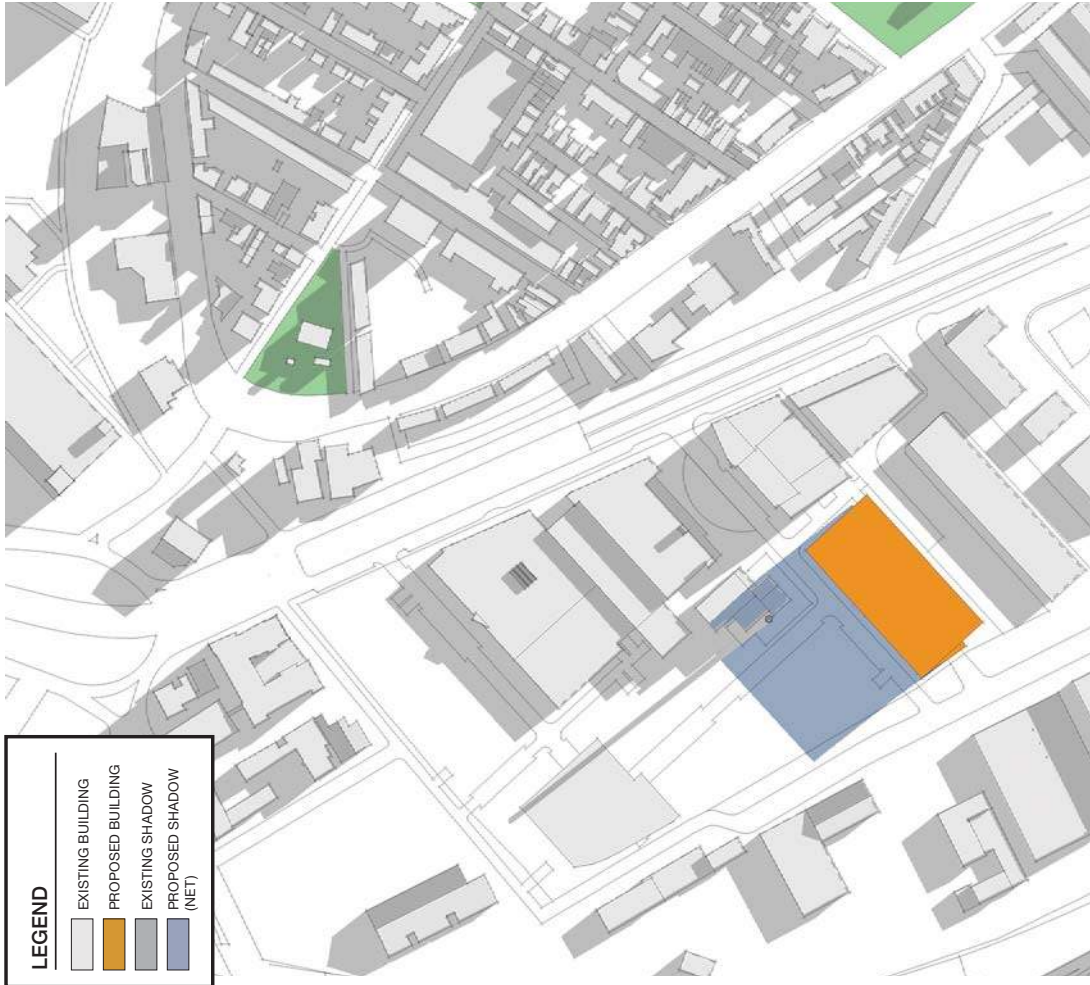 LEGEND
EXISTING BUILDING
PROPOSED BUILDING
EXISTING SHADOW
PROPOSED SHADOW
(NET)